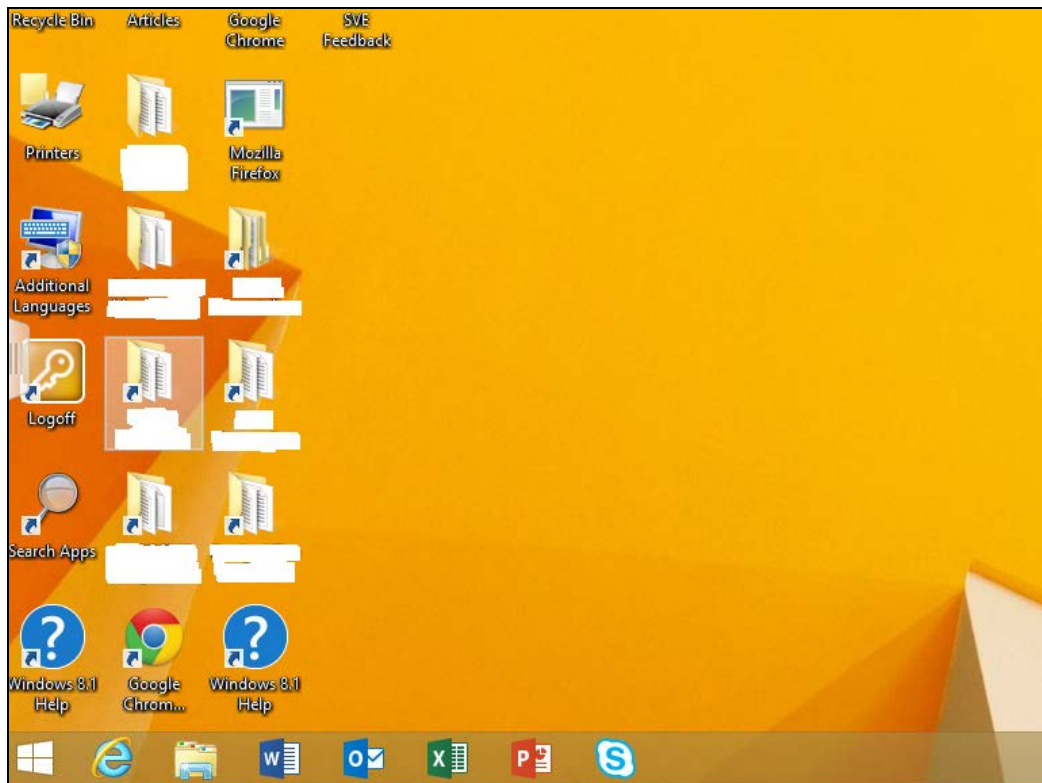 Recycle Bin
Articles
Google
Chrome
SVE
Feedback
Printers
Mozilla
Firefox
Additional
Languages
Logoff
Search Apps
Windows 8.1
Help
Google
Chrom...
Windows 8.1
Help